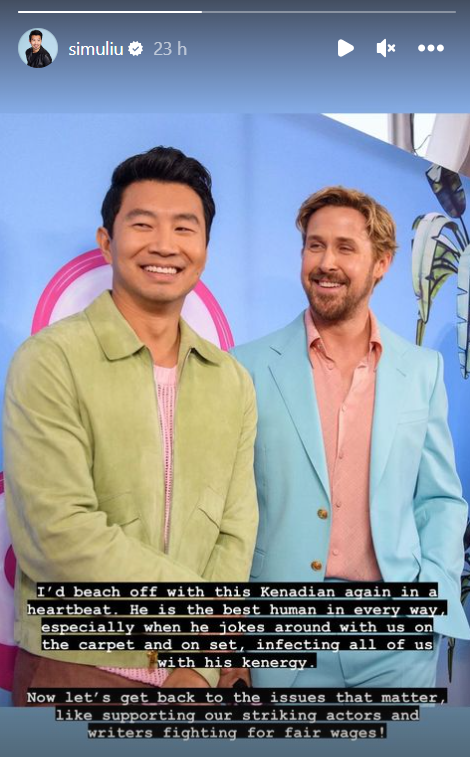 simuliu 23 h
I'd beach off with this Kenadian again in a
heartbeat. He is the best human in every way,
especially when he jokes around with us on
the carpet and on set, infecting all of us
with his kenergy.
Now let's get back to the issues that matter,
like supporting our striking actors and
writers fighting for fair wages!